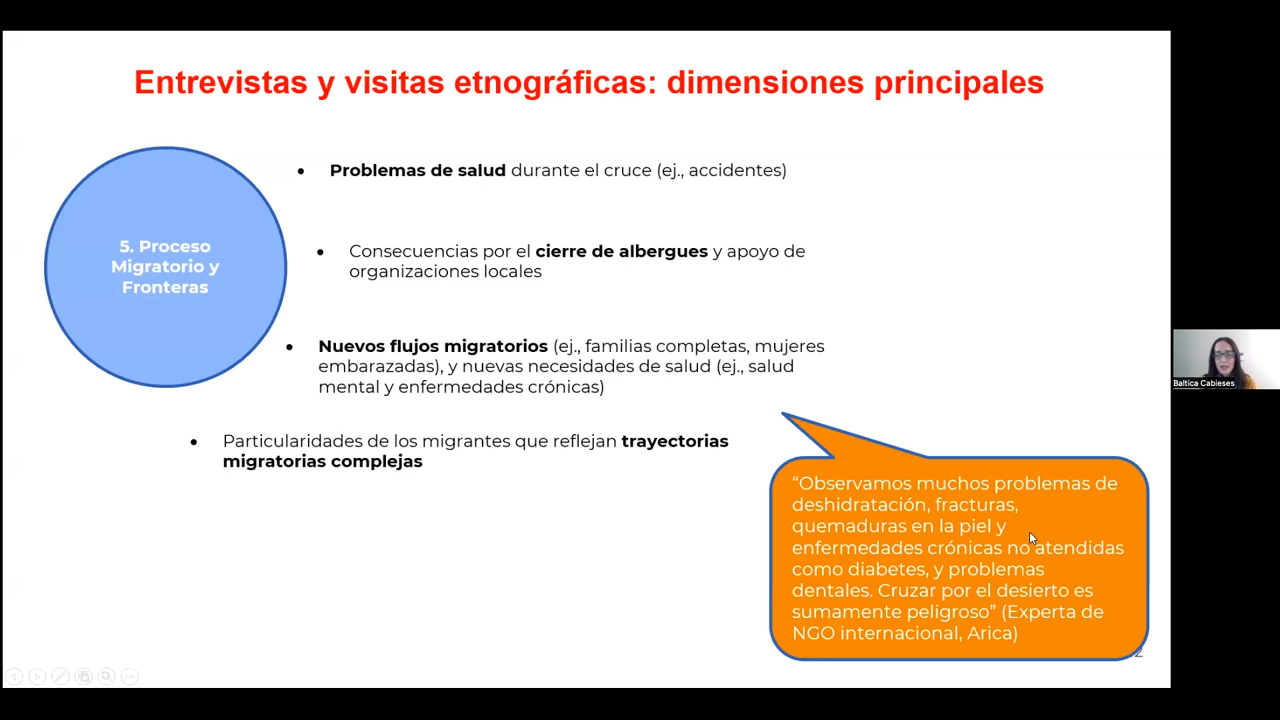 Entrevistas y visitas etnográficas: dimensiones principales
5. Proceso
Migratorio y
Fronteras
• Problemas de salud durante el cruce (ej., accidentes)
• Consecuencias por el cierre de albergues y apoyo de
organizaciones locales
• Nuevos flujos migratorios (ej., familias completas, mujeres
embarazadas), y nuevas necesidades de salud (ej., salud
mental y enfermedades crónicas)
• Particularidades de los migrantes que reflejan trayectorias
migratorias complejas
“Observamos muchos problemas de
deshidratación, fracturas,
quemaduras en la piel y
enfermedades crónicas no atendidas
como diabetes, y problemas
dentales. Cruzar por el desierto es
sumamente peligroso” (Experta de
NGO internacional, Arica)
Baltica Cabieses